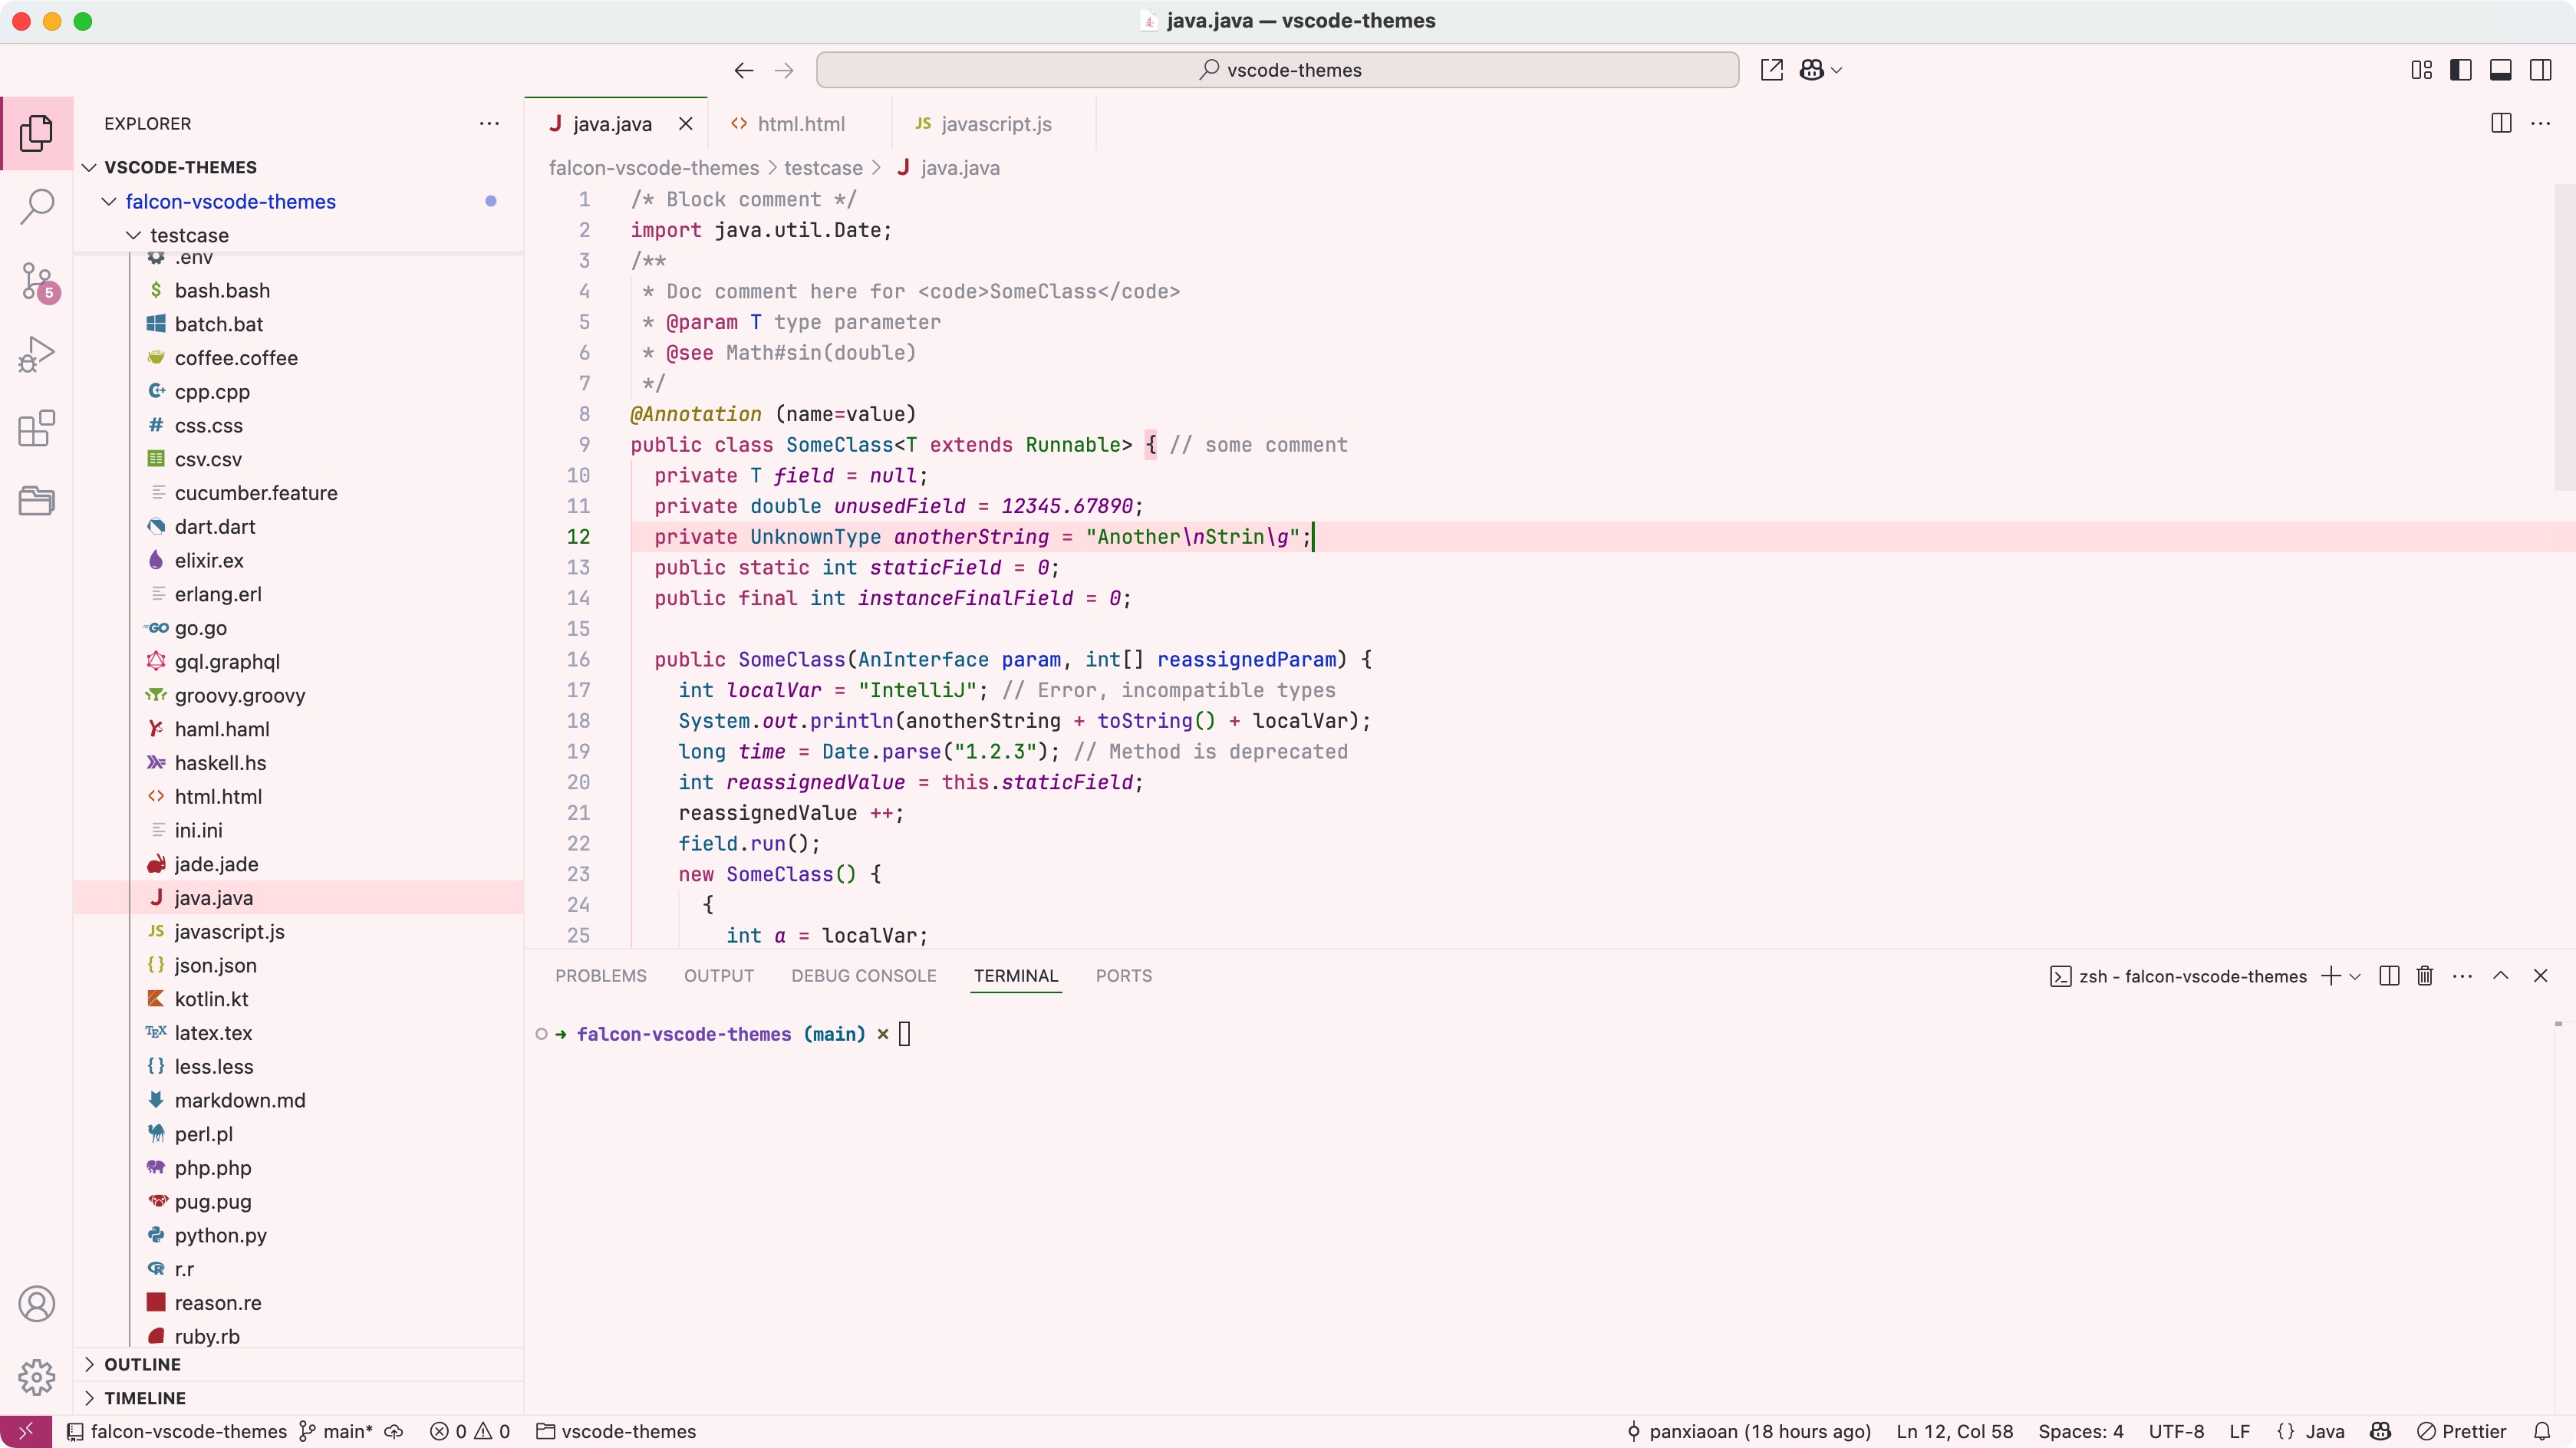 java.java — vscode-themes
vscode-themes
EXPLORER
VSCODE-THEMES
falcon-vscode-themes
testcase
.env
$ bash.bash
batch.bat
coffee.coffee
cpp.cpp
# css.css
csv.csv
cucumber.feature
dart.dart
elixir.ex
erlang.erl
GO go.go
gql.graphql
groovy.groovy
haml.haml
haskell.hs
<> html.html
ini.ini
jade.jade
J java.java
JS javascript.js
{} json.json
kotlin.kt
TEX latex.tex
{} less.less
markdown.md
perl.pl
php.php
pug.pug
python.py
R r.r
reason.re
ruby.rb
OUTLINE
TIMELINE
5
J java.java
<> html.html
JS javascript.js
falcon-vscode-themes > testcase > J java.java
1 /* Block comment */
2 import java.util.Date;
3 /**
4  * Doc comment here for <code>SomeClass</code>
5  * @param T type parameter
6  * @see Math#sin(double)
7  */
8 @Annotation (name=value)
9 public class SomeClass<T extends Runnable> { // some comment
10   private T field = null;
11   private double unusedField = 12345.67890;
12   private UnknownType anotherString = "Another\nStrin\g";
13   public static int staticField = 0;
14   public final int instanceFinalField = 0;
15
16   public SomeClass(AnInterface param, int[] reassignedParam) {
17     int localVar = "IntelliJ"; // Error, incompatible types
18     System.out.println(anotherString + toString() + localVar);
19     long time = Date.parse("1.2.3"); // Method is deprecated
20     int reassignedValue = this.staticField;
21     reassignedValue ++;
22     field.run();
23     new SomeClass() {
24       {
25         int a = localVar;
PROBLEMS OUTPUT DEBUG CONSOLE TERMINAL PORTS
zsh - falcon-vscode-themes
➜ falcon-vscode-themes (main) ×
falcon-vscode-themes main* 0 0 vscode-themes
panxiaoan (18 hours ago) Ln 12, Col 58 Spaces: 4 UTF-8 LF {} Java Prettier